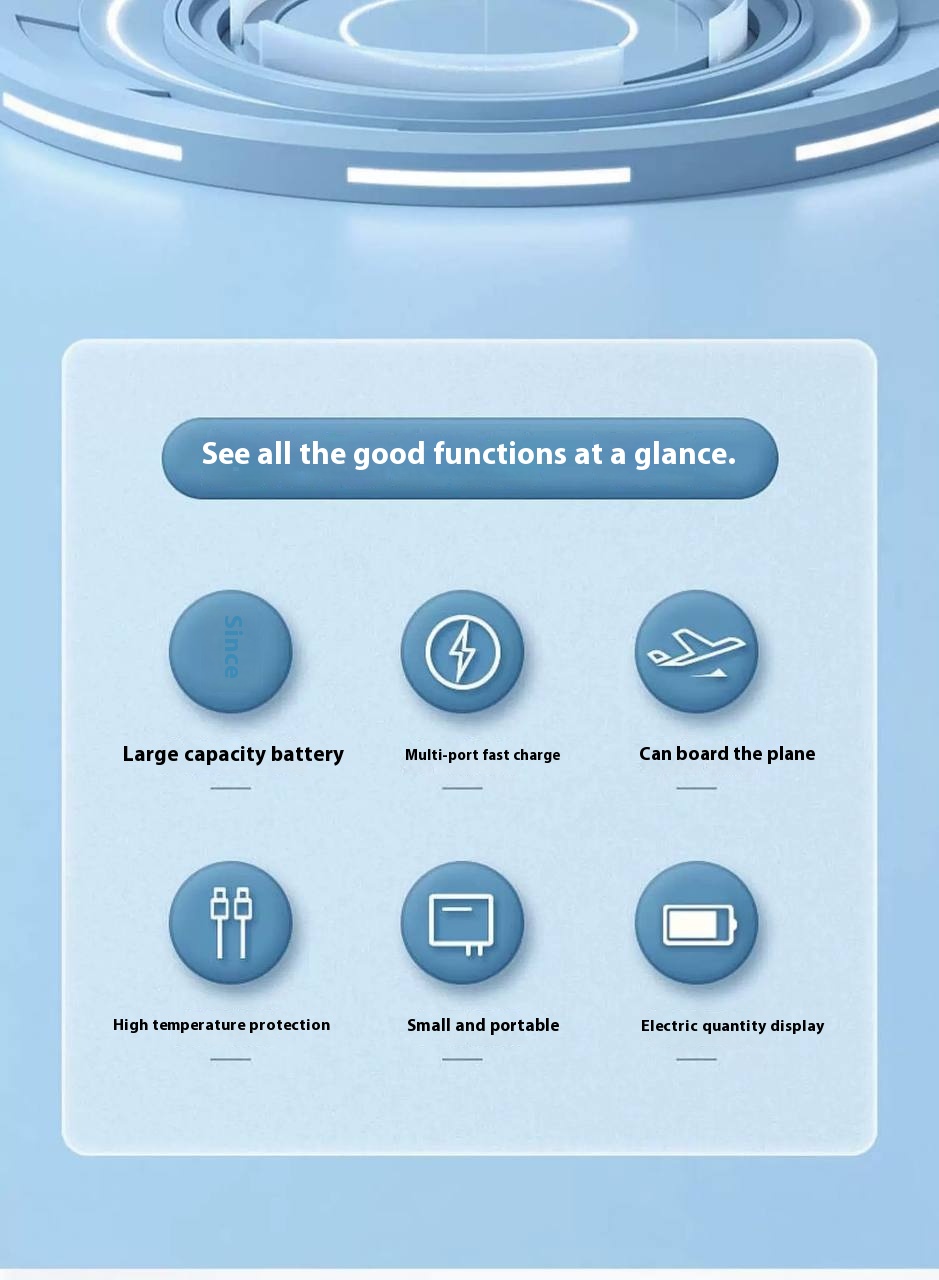 See all the good functions at a glance.
Since
Large capacity battery
Multi-port fast charge
Can board the plane
High temperature protection
Small and portable
Electric quantity display